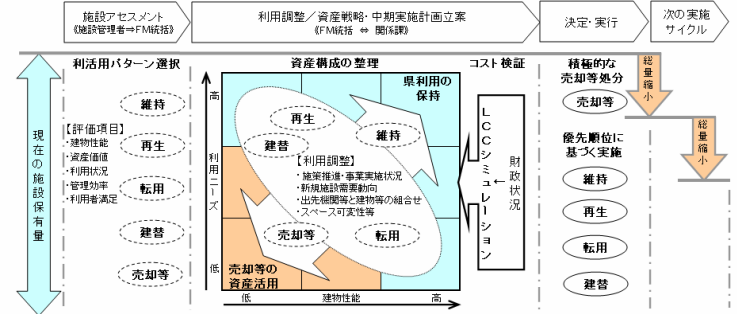 施設アセスメント
《施設管理者⇒FM統括》
利用調整／資産戦略・中期実施計画立案
《FM統括 ⇔ 関係課》
決定・実行
次の実施
サイクル
現在の施設保有量
利活用パターン選択
維持
【評価項目】
・建物性能
・資産価値
・利用状況
・管理効率
・利用者満足
再生
転用
建替
売却等
資産構成の整理
高
利用ニーズ
低
県利用の
保持
再生
維持
建替
【利用調整】
・施策推進・事業実施状況
・新規施設需要動向
・出先機関等と建物等の組合せ
・スペース可変性等
売却等
転用
売却等の
資産活用
低
建物性能
高
コスト検証
LCCシミュレーション
←
財政状況
積極的な
売却等処分
売却等
総量縮小
優先順位に
基づく実施
維持
再生
転用
建替
総量縮小